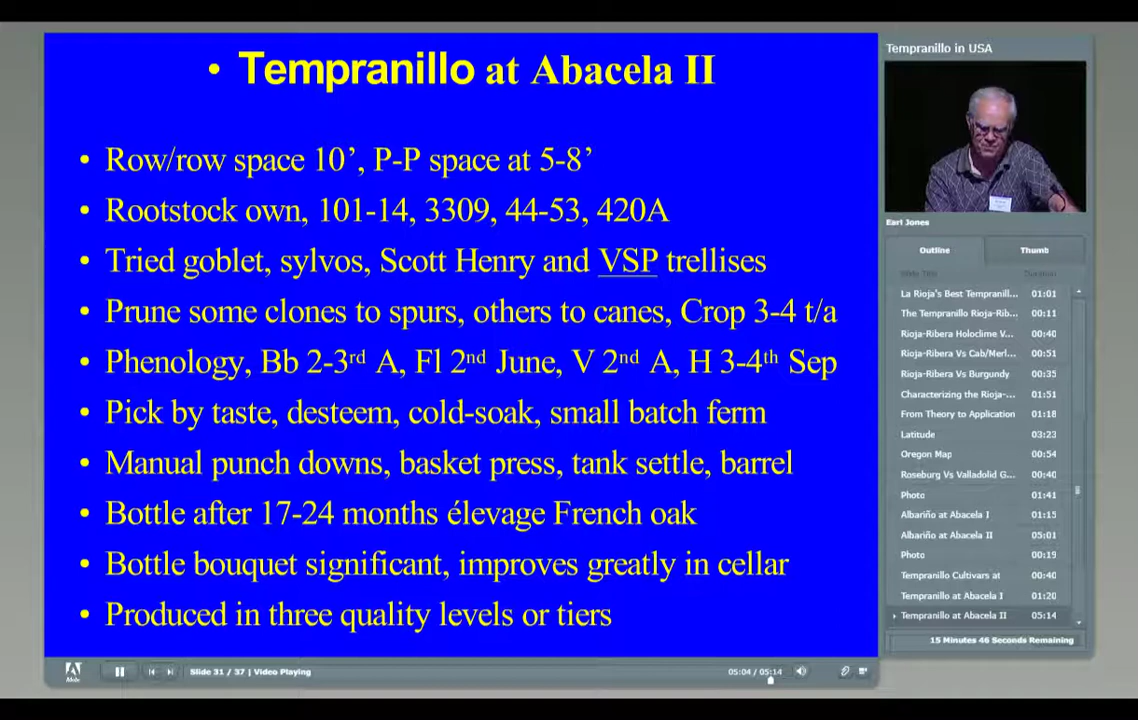 Tempranillo in USA
• Tempranillo at Abacela II
• Row/row space 10’, P-P space at 5-8’
• Rootstock own, 101-14, 3309, 44-53, 420A
• Tried goblet, sylvos, Scott Henry and VSP trellises
• Prune some clones to spurs, others to canes, Crop 3-4 t/a
• Phenology, Bb 2-3rd A, Fl 2nd June, V 2nd A, H 3-4th Sep
• Pick by taste, desteem, cold-soak, small batch ferm
• Manual punch downs, basket press, tank settle, barrel
• Bottle after 17-24 months élevage French oak
• Bottle bouquet significant, improves greatly in cellar
• Produced in three quality levels or tiers
Earl Jones
Outline Thumb
Slide Title Duration
La Rioja's Best Tempranill... 01:01
The Tempranillo Rioja-Rib... 00:11
Rioja-Ribera Holoclime V... 00:40
Rioja-Ribera Vs Cab/Merl... 00:51
Rioja-Ribera Vs Burgundy 00:35
Characterizing the Rioja-... 01:51
From Theory to Application 01:18
Latitude 03:23
Oregon Map 00:54
Roseburg Vs Valladolid G... 00:40
Photo 01:41
Albariño at Abacela I 01:15
Albariño at Abacela II 05:01
Photo 00:19
Tempranillo Cultivars at 00:40
Tempranillo at Abacela I 01:20
Tempranillo at Abacela II 05:14
15 Minutes 46 Seconds Remaining
Adobe
Slide 31 / 37 | Video Playing
05:04 / 05:14